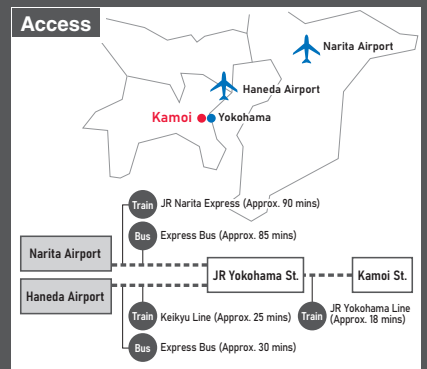 Access
Narita Airport
Haneda Airport
Kamoi
Yokohama
Train JR Narita Express (Approx. 90 mins)
Bus Express Bus (Approx. 85 mins)
Narita Airport
JR Yokohama St.
Kamoi St.
Haneda Airport
Train Keikyu Line (Approx. 25 mins)
Train JR Yokohama Line
(Approx. 18 mins)
Bus Express Bus (Approx. 30 mins)